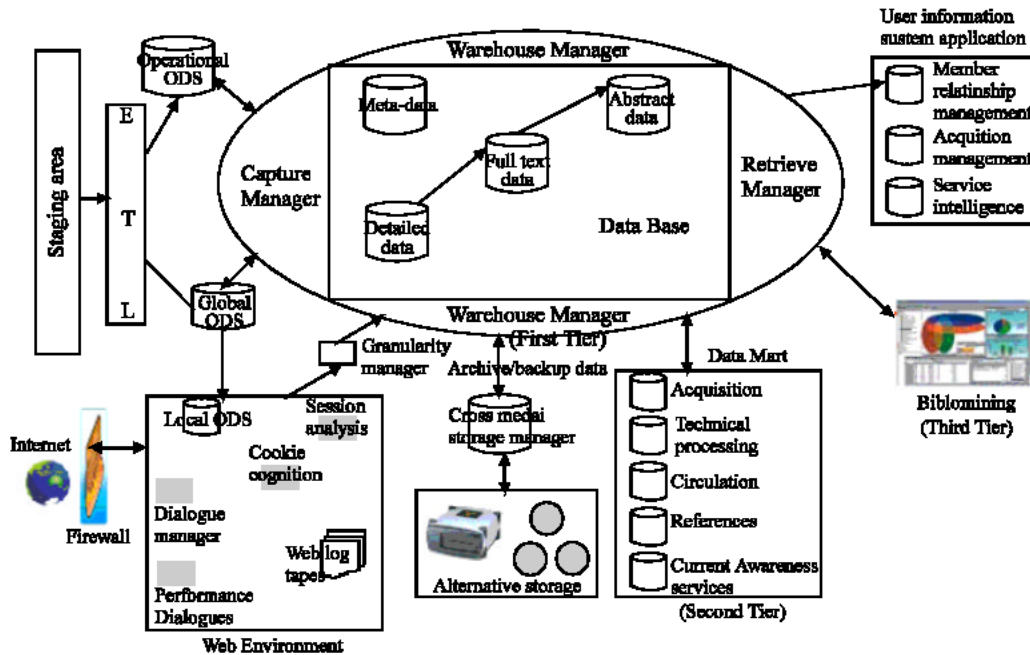 User information
sustem application
Warehouse Manager
Operational
ODS
Staging area
E
T
L
Meta-data
Abstract
data
Full text
data
Detailed
data
Data Base
Capture
Manager
Retrieve
Manager
Member
relatinship
management
Acquition
management
Service
intelligence
Global
ODS
Warehouse Manager
(First Tier)
Granularity
manager
Archive/backup data
Data Mart
Biblomining
(Third Tier)
Local ODS
Session
analysis
Cookie
cognition
Internet
Firewall
Dialogue
manager
Web log
tapes
Performance
Dialogues
Web Environment
Cross medai
storage manager
Alternative storage
Acquisition
Technical
processing
Circulation
References
Current Awareness
services
(Second Tier)